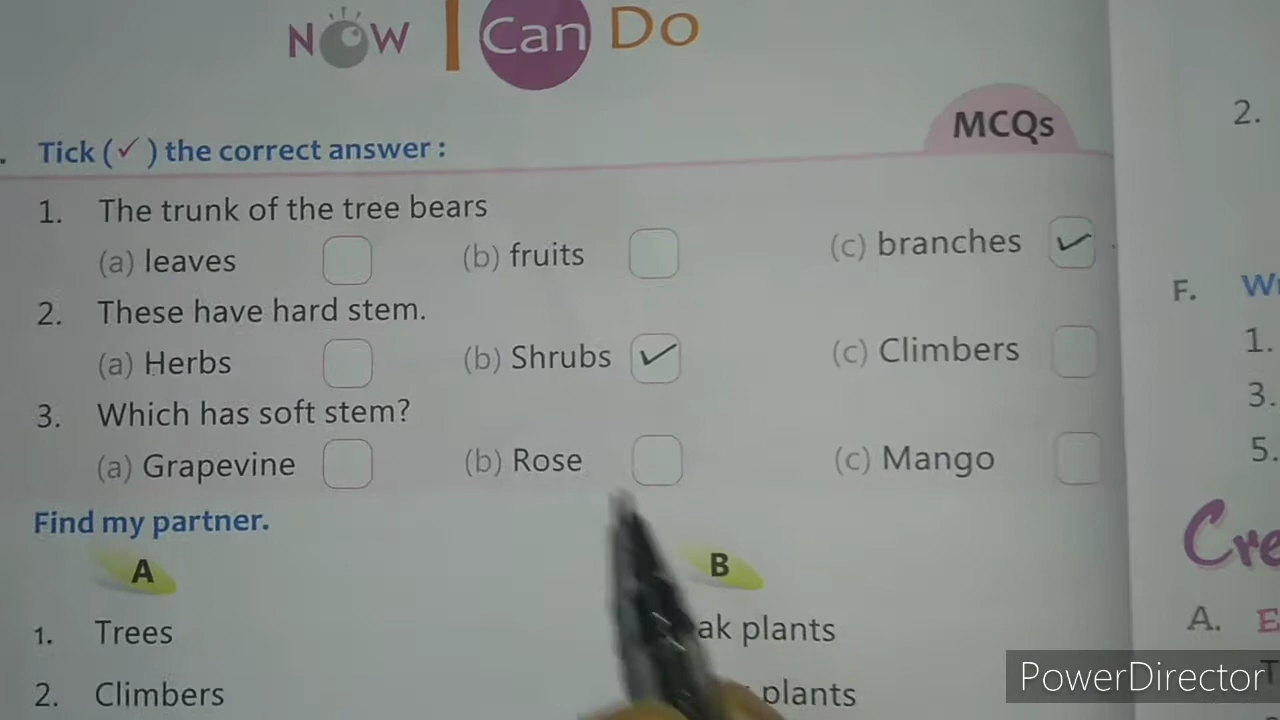 NOW I Can Do
MCQs
Tick (✓) the correct answer :
1. The trunk of the tree bears
(a) leaves (b) fruits (c) branches ✓
2. These have hard stem.
(a) Herbs (b) Shrubs ✓ (c) Climbers
3. Which has soft stem?
(a) Grapevine (b) Rose (c) Mango
Find my partner.
A B
1. Trees ak plants
2. Climbers plants
2.
F.
1.
3.
5.
Cre
A. E
PowerDirector